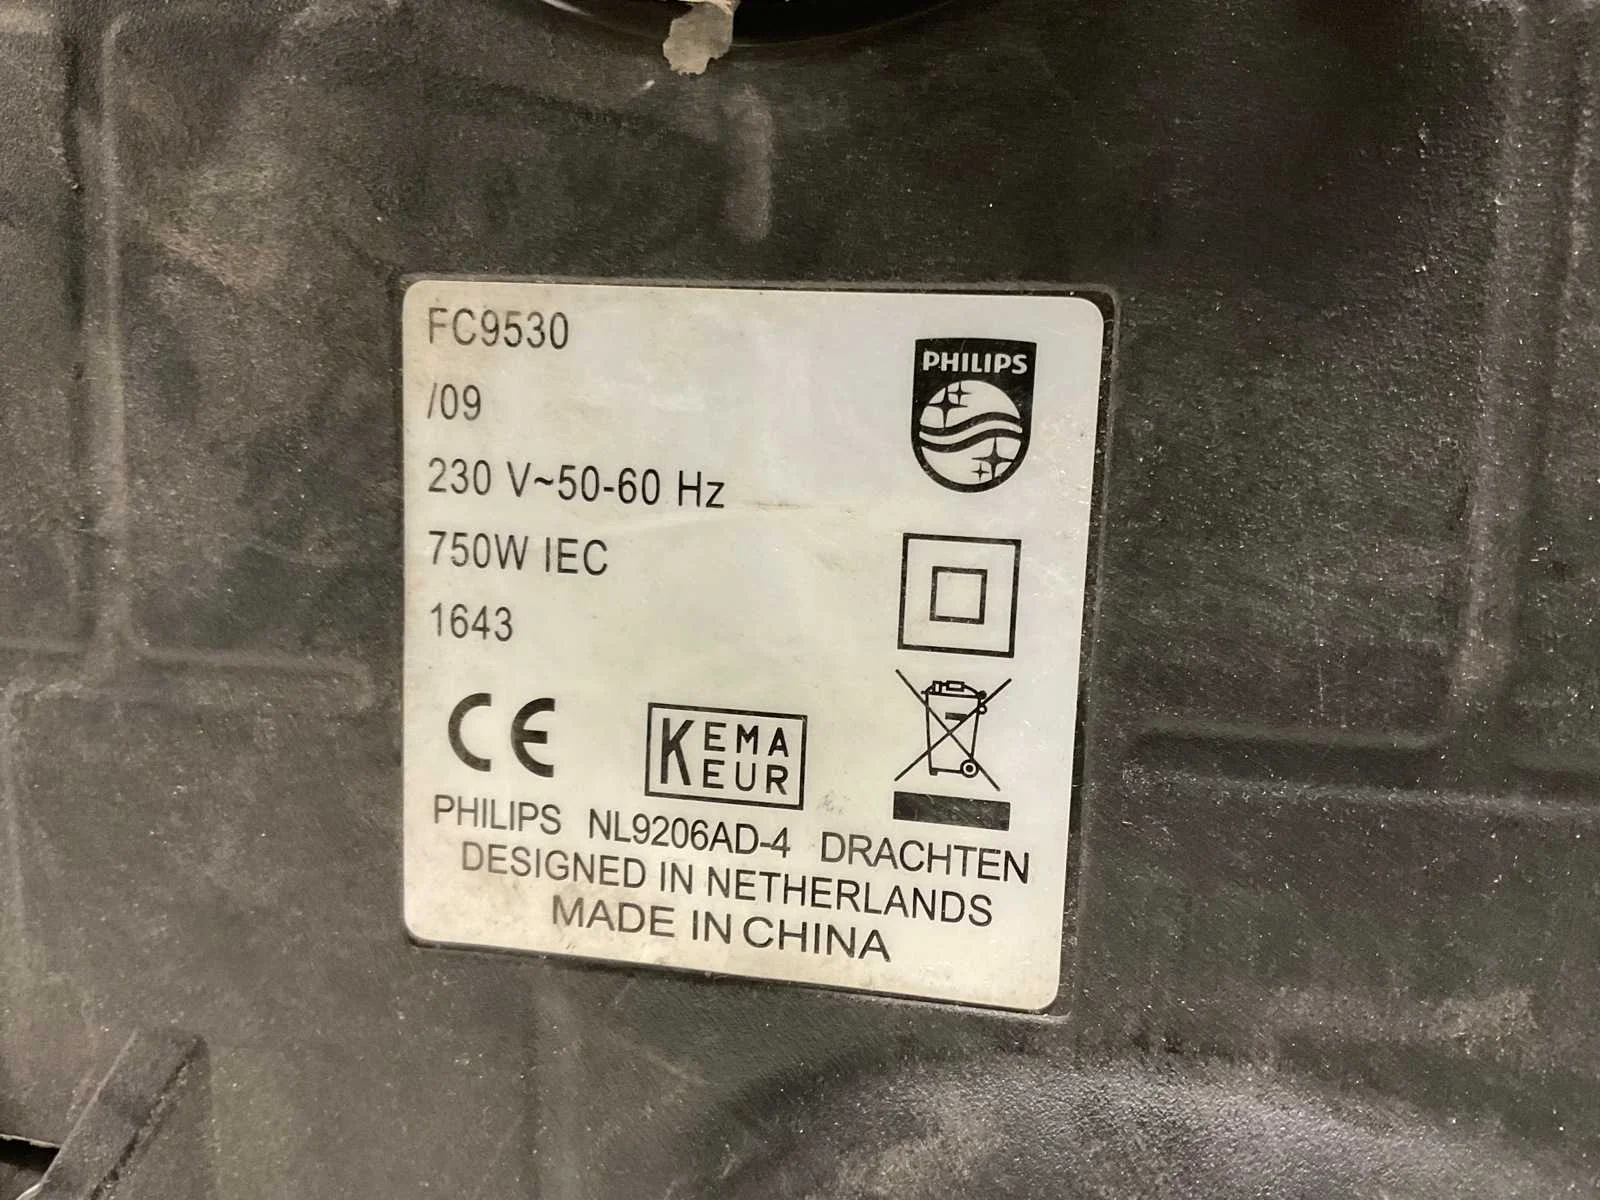 FC9530
/09
230 V~50-60 Hz
750W IEC
1643
PHILIPS
CE
KEMA
EUR
PHILIPS NL9206AD-4 DRACHTEN
DESIGNED IN NETHERLANDS
MADE IN CHINA